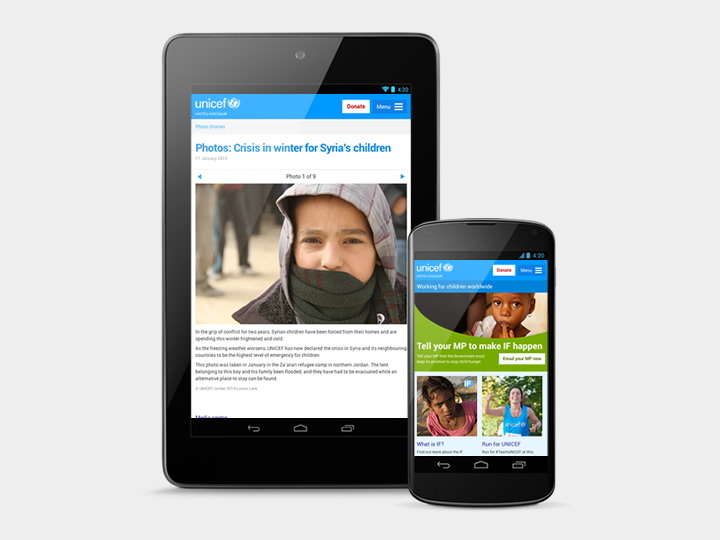 4:20
unicef
UNITED KINGDOM
Donate
Menu
Photo Stories
Photos: Crisis in winter for Syria's children
17 January 2013
Photo 1 of 9
In the grip of conflict for two years, Syrian children have been forced from their homes and are
spending this winter frightened and cold.
As the freezing weather worsens, UNICEF has now declared the crisis in Syria and its neighbouring
countries to be the highest level of emergency for children.
This photo was taken in January in the Za'atari refugee camp in northern Jordan. The tent
belonging to this boy and his family been flooded, and they have had to be evacuated while an
alternative place to stay can be found.
Media centre
4:20
unicef
UNITED KINGDOM
Donate
Menu
Working for children worldwide
Tell your MP to make IF happen
Tell your MP that the Government must
keep its promise to stop child hunger.
Email your MP now
IF
unicef
What is IF?
Run for UNICEF
Find out more about the IF
Run for #TeamUNICEF at this